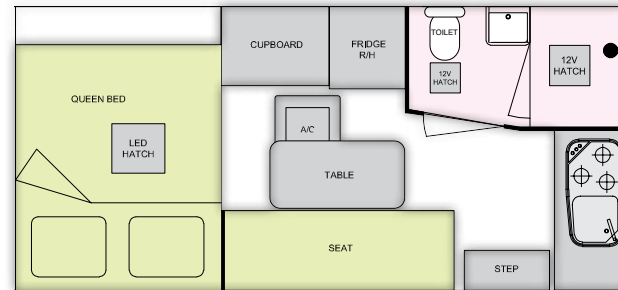 CUPBOARD
FRIDGE
R/H
TOILET
12V
HATCH
12V
HATCH
QUEEN BED
LED
HATCH
A/C
TABLE
SEAT
STEP